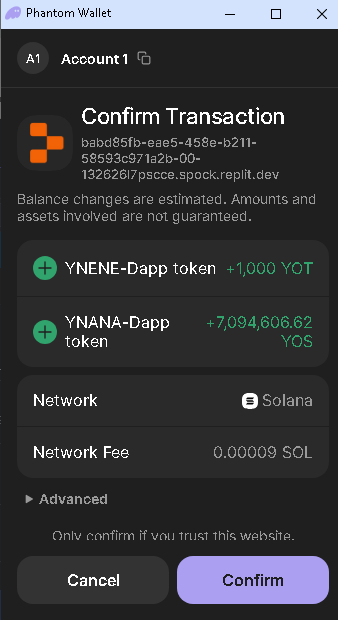 Phantom Wallet
A1 Account 1
Confirm Transaction
babd85fb-eae5-458e-b211-
58593c971a2b-00-
132626l7pscce.spock.replit.dev
Balance changes are estimated. Amounts and
assets involved are not guaranteed.
YNENE-Dapp token +1,000 YOT
YNANA-Dapp
token
+7,094,606.62
YOS
Network Solana
Network Fee 0.00009 SOL
Advanced
Only confirm if you trust this website.
Cancel Confirm